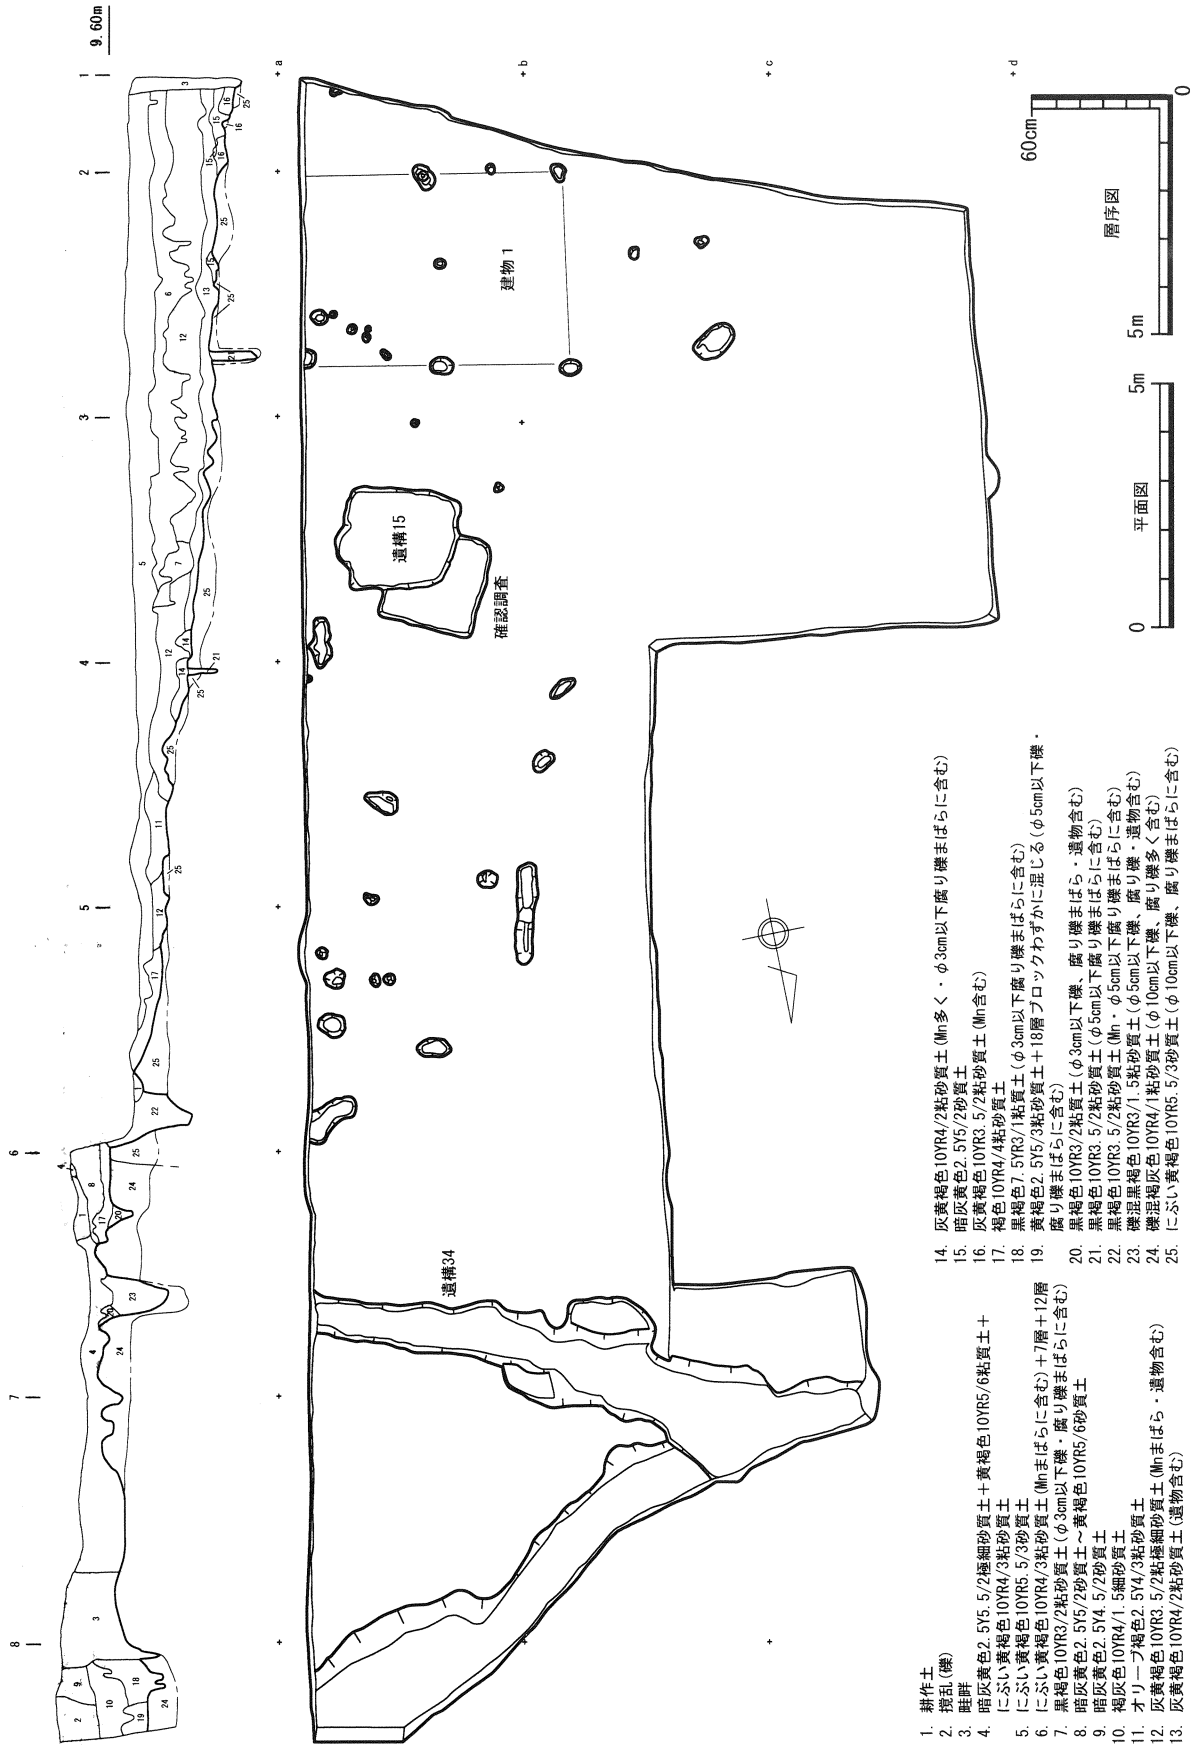 9.60m
1
2
3
4
5
6
7
8
a
b
c
d
建物1
遺構15
確認調査
遺構34
平面図
0
5m
層序図
60cm
5m
0
1. 耕作土
2. 撹乱(礫)
3. 畦畔
4. 暗灰黄色2.5Y5.5/2極細砂質土+黄褐色10YR5/6粘質土+
にぶい黄褐色10YR4/3粘砂質土
5. にぶい黄褐色10YR5.5/3砂質土
6. にぶい黄褐色10YR4/3粘砂質土(Mnまばらに含む)+7層+12層
7. 黒褐色10YR3/2粘砂質土(φ3cm以下礫・腐り礫まばらに含む)
8. 暗灰黄色2.5Y5/2砂質土～黄褐色10YR5/6砂質土
9. 暗灰黄色2.5Y4.5/2砂質土
10. 褐灰色10YR4/1.5細砂質土
11. オリーブ褐色2.5Y4/3粘砂質土
12. 灰黄褐色10YR3.5/2粘極細砂質土(Mnまばら・遺物含む)
13. 灰黄褐色10YR4/2粘砂質土(遺物含む)
14. 灰黄褐色10YR4/2粘砂質土(Mn多く・φ3cm以下腐り礫まばらに含む)
15. 暗灰黄色2.5Y5/2砂質土
16. 灰黄褐色10YR3.5/2粘砂質土(Mn含む)
17. 褐色10YR4/4粘砂質土
18. 黒褐色7.5YR3/1粘質土(φ3cm以下腐り礫まばらに含む)
19. 黄褐色2.5Y5/3粘砂質土+18層ブロックわずかに混じる(φ5cm以下礫・
腐り礫まばらに含む)
20. 黒褐色10YR3/2粘質土(φ3cm以下礫、腐り礫まばら・遺物含む)
21. 黒褐色10YR3.5/2粘砂質土(φ5cm以下腐り礫まばらに含む)
22. 黒褐色10YR3.5/2粘砂質土(Mn・φ5cm以下腐り礫まばらに含む)
23. 礫混黒褐色10YR3/1.5粘砂質土(φ5cm以下礫、腐り礫・遺物含む)
24. 礫混褐灰色10YR4/1粘砂質土(φ10cm以下礫、腐り礫多く含む)
25. にぶい黄褐色10YR5.5/3砂質土(φ10cm以下礫、腐り礫まばらに含む)